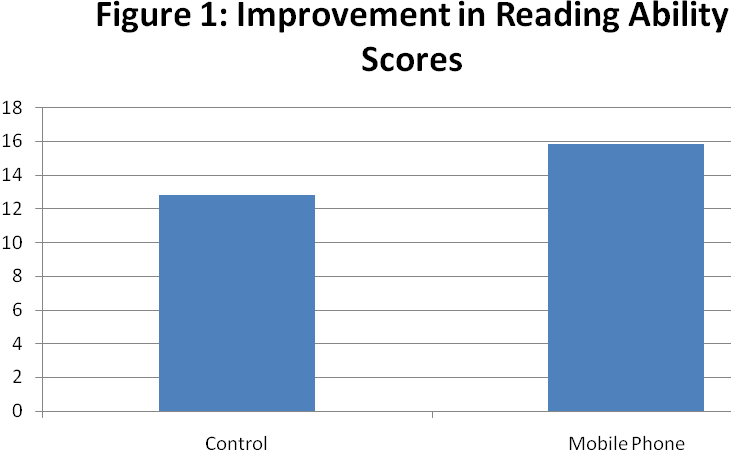 Figure 1: Improvement in Reading Ability
Scores
18
16
14
12
10
8
6
4
2
0
Control
Mobile Phone